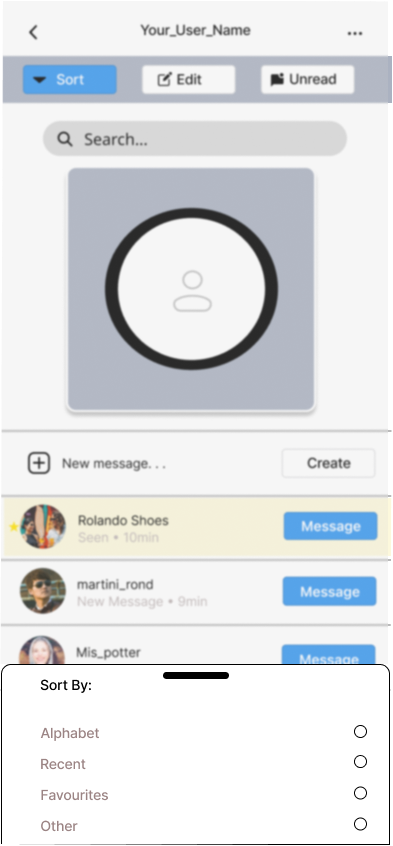 Your_User_Name
Sort
Edit
Unread
Search...
New message. . .
Create
Rolando Shoes
Seen • 10min
Message
martini_rond
New Message • 9min
Message
Mis_potter
Message
Sort By:
Alphabet
Recent
Favourites
Other